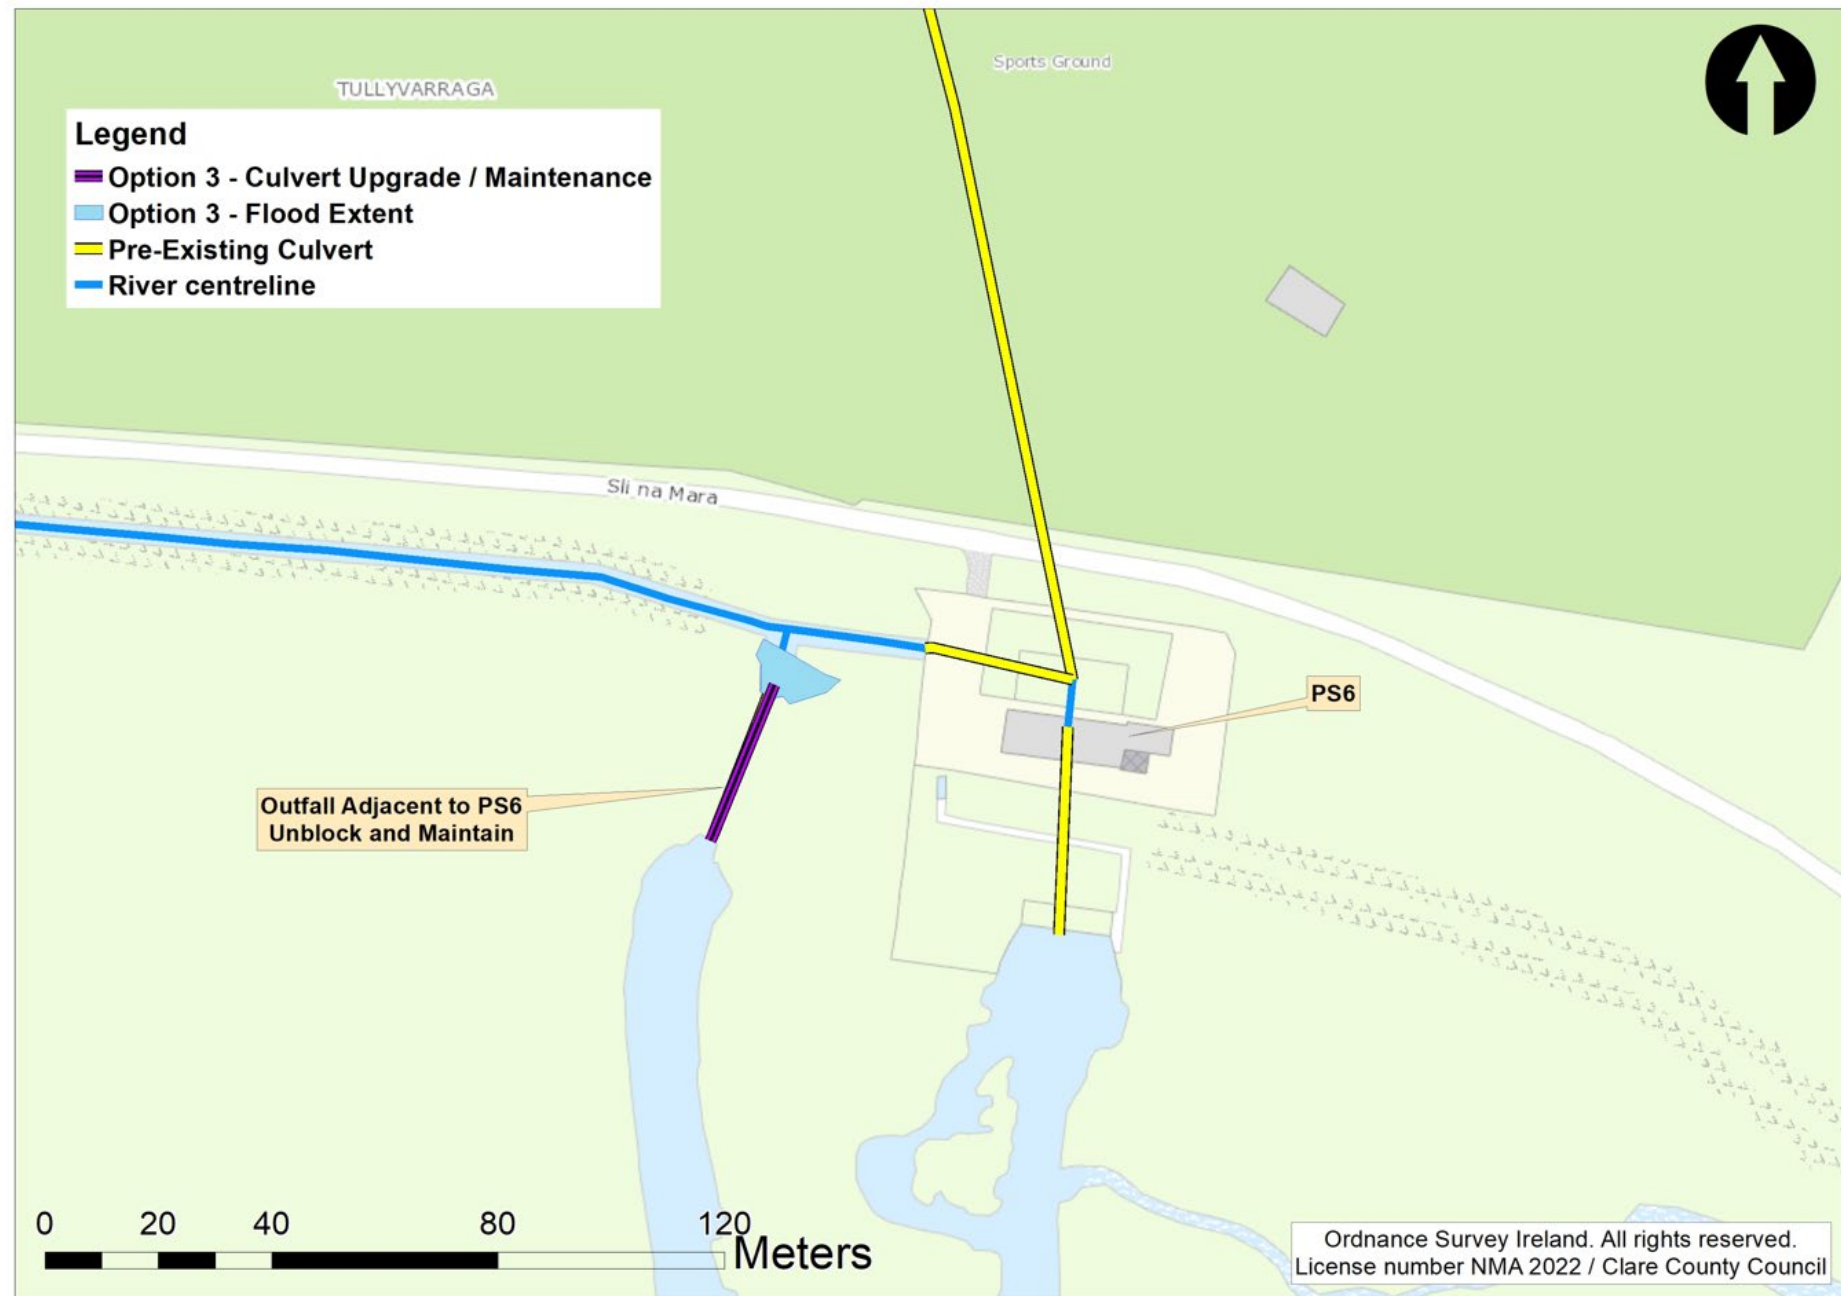 Sports Ground
TULLYVARRAGA
Legend
Option 3 - Culvert Upgrade / Maintenance
Option 3 - Flood Extent
Pre-Existing Culvert
River centreline
Sli na Mara
PS6
Outfall Adjacent to PS6
Unblock and Maintain
0 20 40 80 120
Meters
Ordnance Survey Ireland. All rights reserved.
License number NMA 2022 / Clare County Council